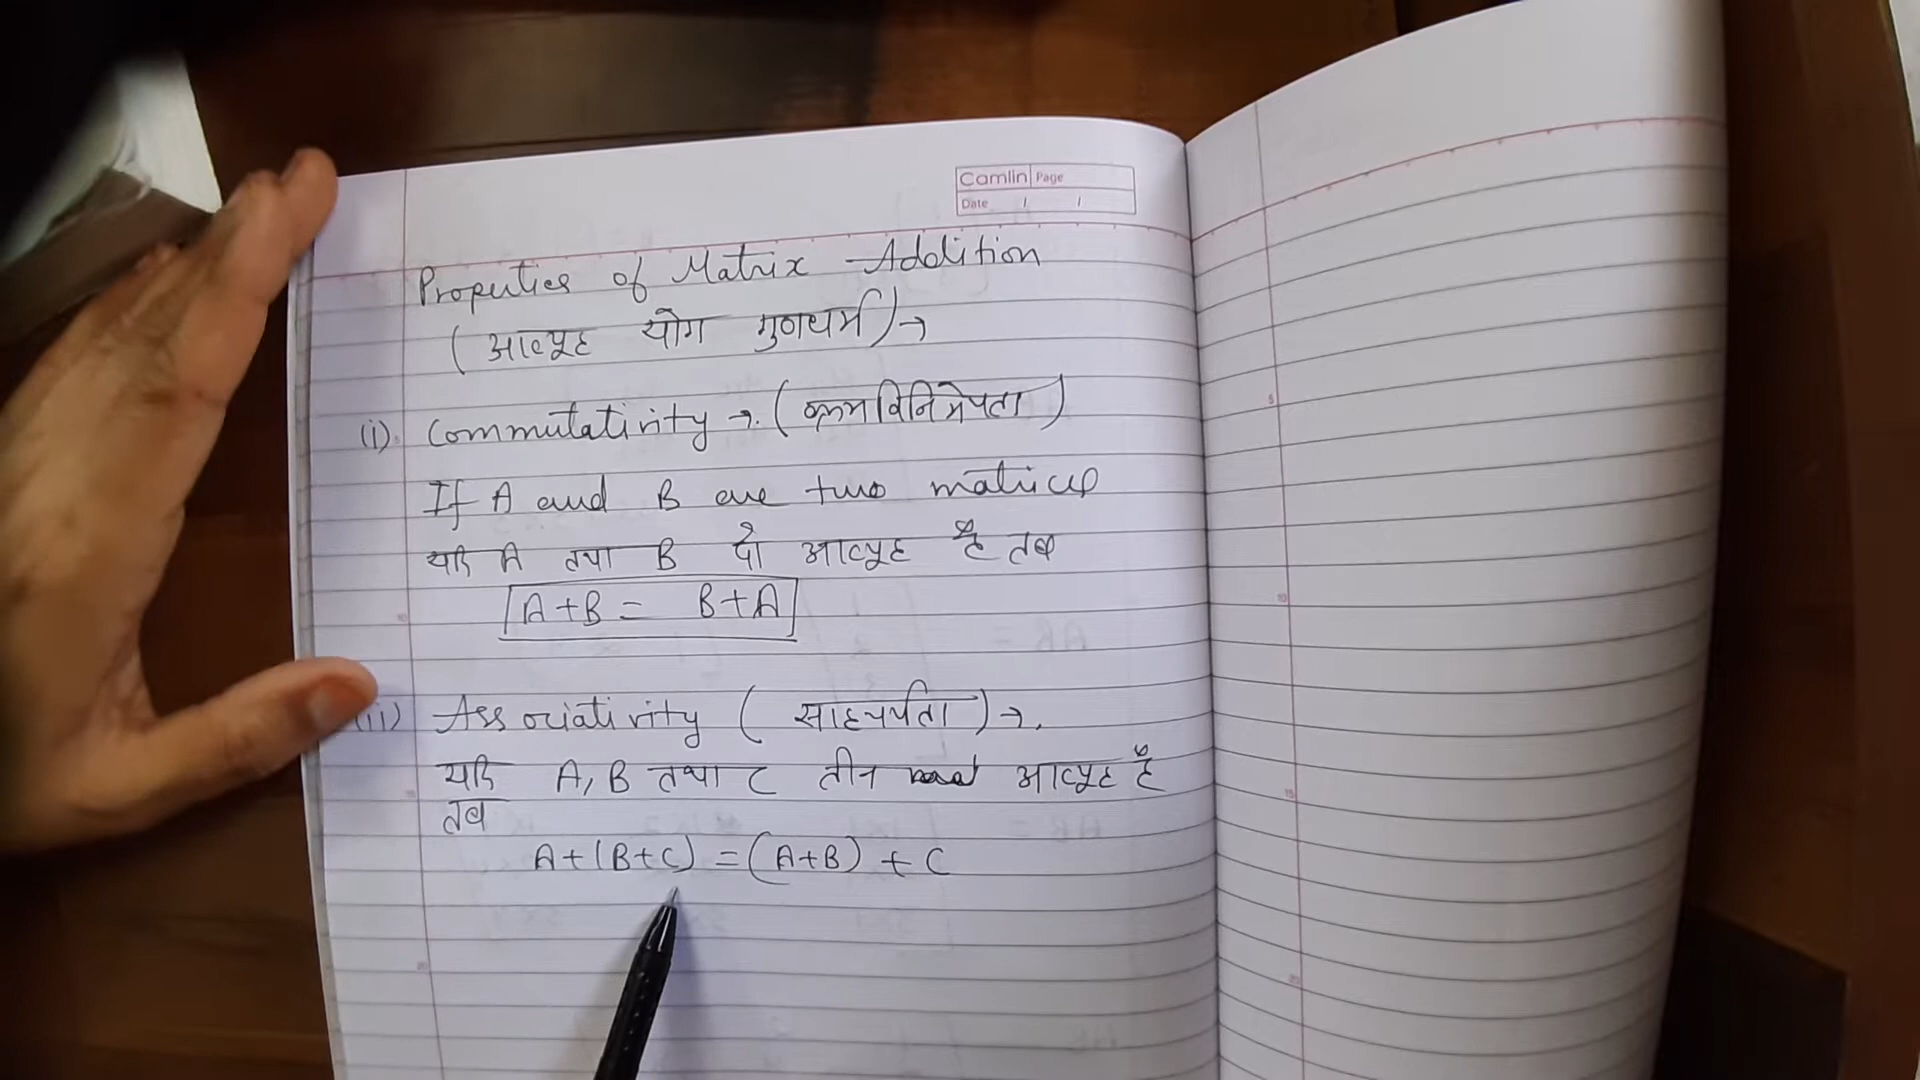 Camlin Page
Date / /
Properties of Matrix Addition
(आव्यूह योग गुणधर्म) →
(i). Commutativity →. (क्रमविनिमेयता)
If A and B are two matrices
यदि A तथा B दो आव्यूह है तब
A+B = B+A
(ii) Associativity (साहचर्यता) →.
यदि A, B तथा C तीन आव्यूह है
तब
A+(B+C) = (A+B) + C